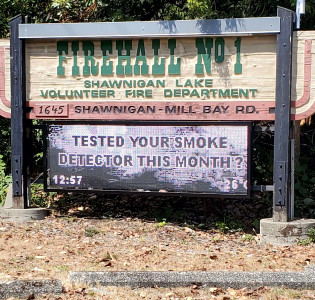 FIREHALL No 1
SHAWNIGAN LAKE
VOLUNTEER FIRE DEPARTMENT
1645 SHAWNIGAN-MILL BAY RD.
TESTED YOUR SMOKE
DETECTOR THIS MONTH?
12:57 26°C